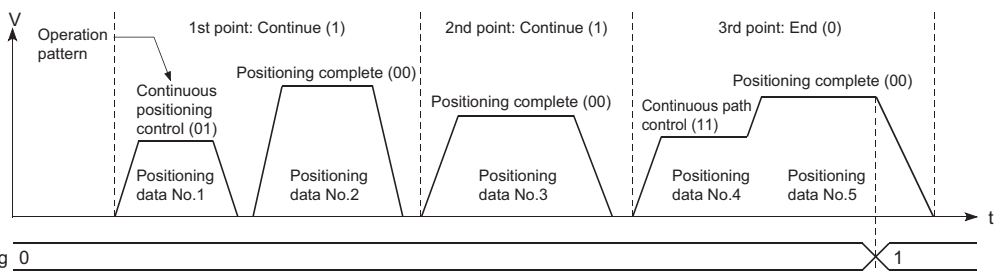 V
Operation
pattern
1st point: Continue (1)
2nd point: Continue (1)
3rd point: End (0)
Positioning complete (00)
Continuous
positioning
control (01)
Positioning complete (00)
Continuous path
control (11)
Positioning complete (00)
Positioning
data No.1
Positioning
data No.2
Positioning
data No.3
Positioning
data No.4
Positioning
data No.5
t
0
1